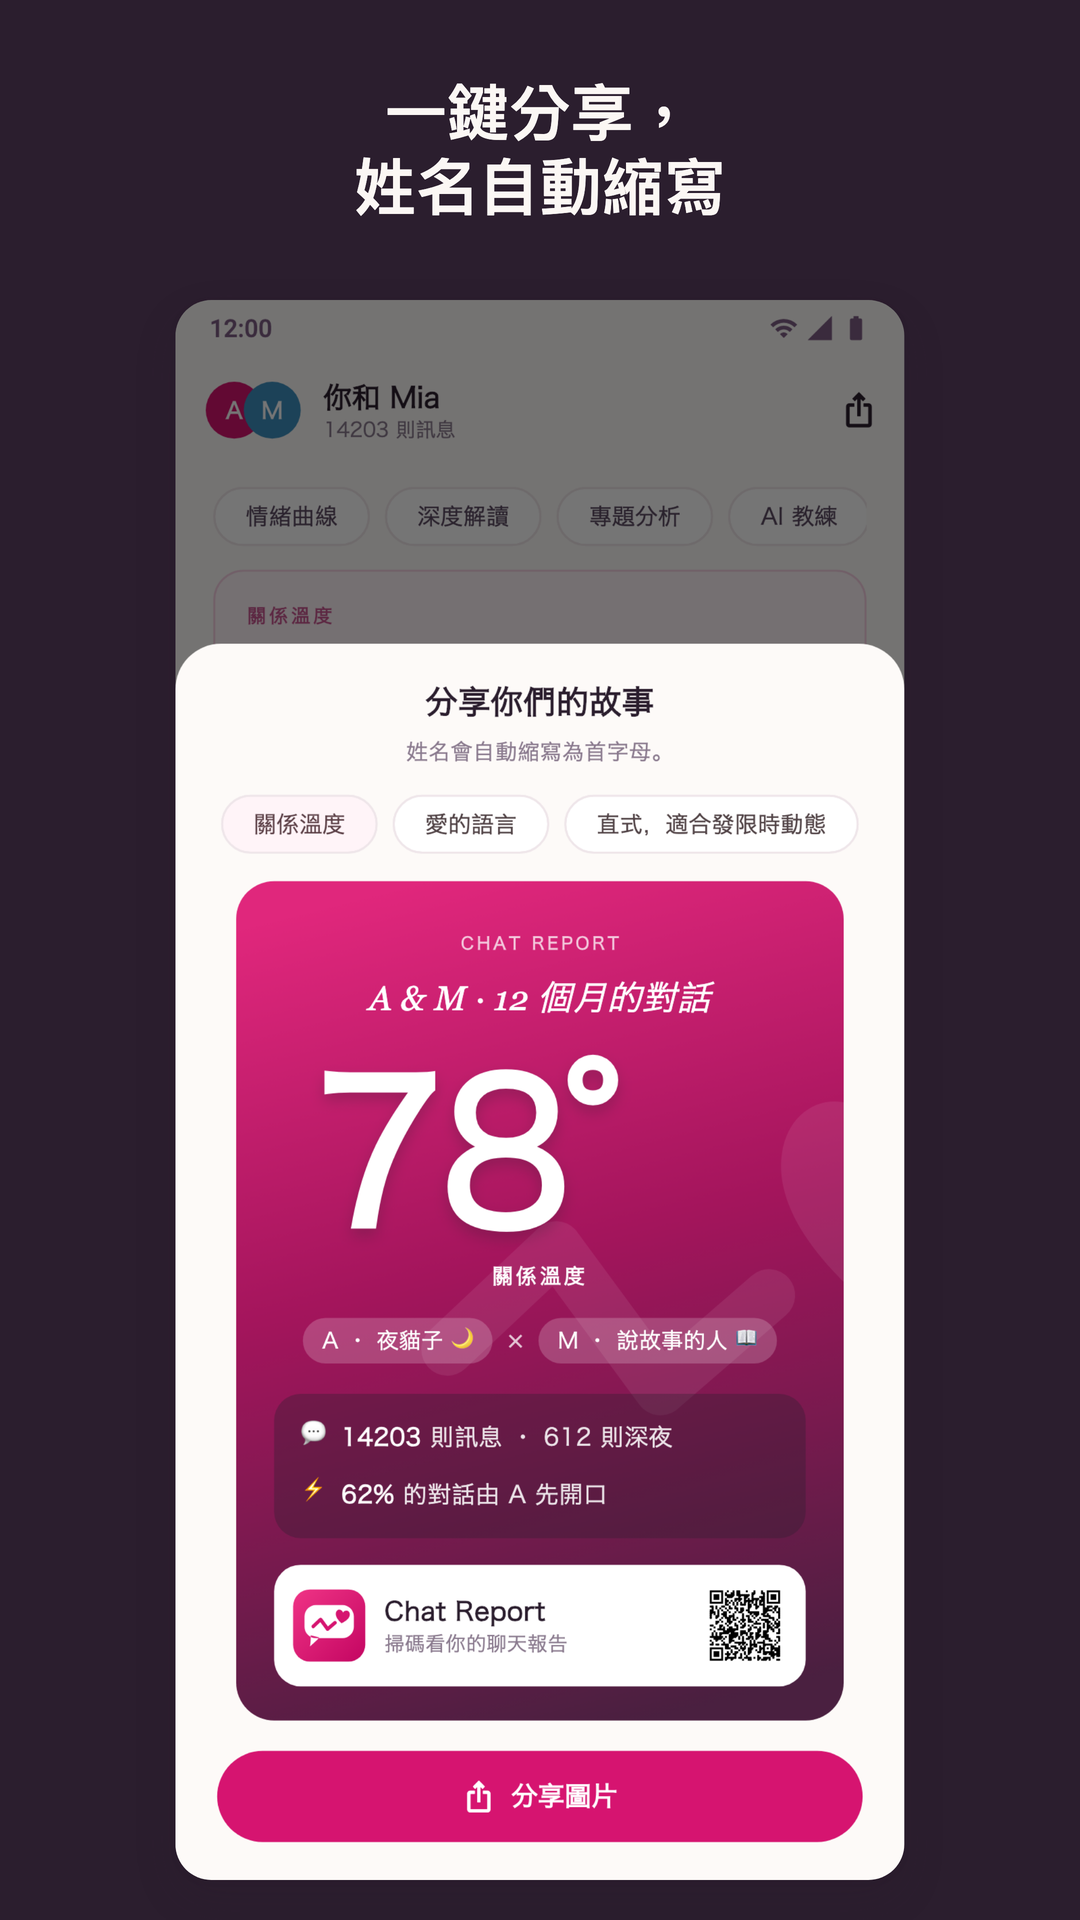 一鍵分享，
姓名自動縮寫
12:00
A M
你和 Mia
14203 則訊息
情緒曲線 深度解讀 專題分析 AI 教練
關係溫度
分享你們的故事
姓名會自動縮寫為首字母。
關係溫度 愛的語言 直式，適合發限時動態
CHAT REPORT
A & M · 12 個月的對話
78°
關係溫度
A · 夜貓子 🌙 × M · 說故事的人 📖
💬 14203 則訊息 · 612 則深夜
⚡ 62% 的對話由 A 先開口
Chat Report
掃碼看你的聊天報告
分享圖片